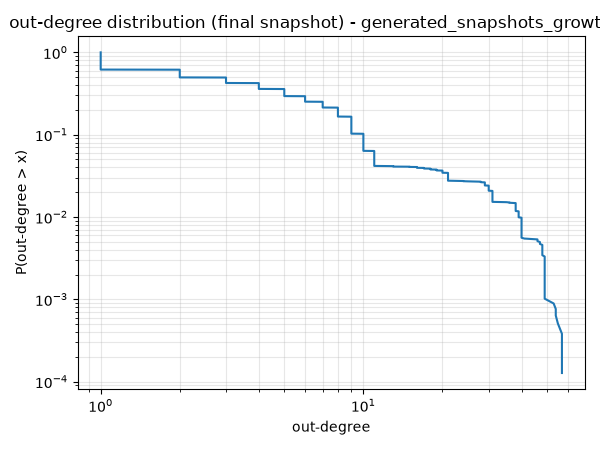 out-degree distribution (final snapshot) - generated_snapshots_growt
10⁰
10⁻¹
10⁻²
10⁻³
10⁻⁴
P(out-degree > x)
10⁰ 10¹
out-degree